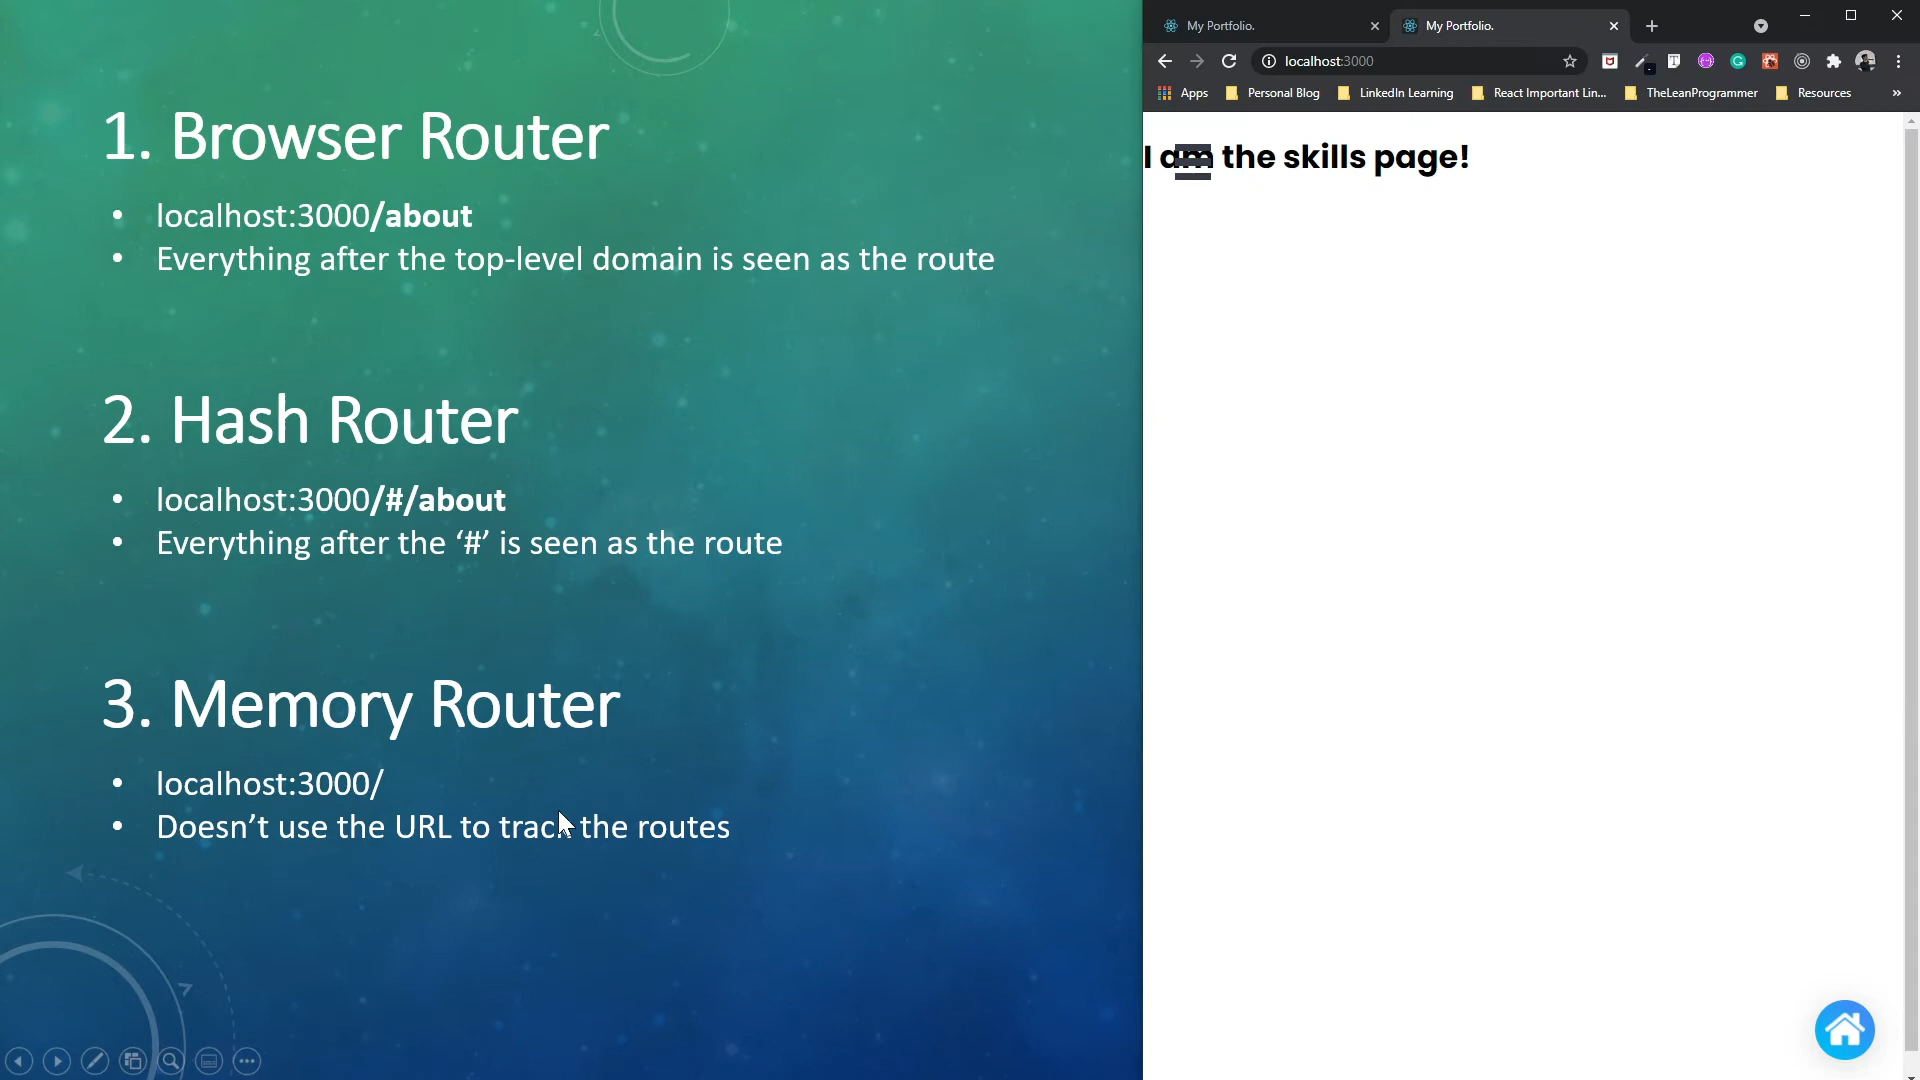 1. Browser Router
• localhost:3000/about
• Everything after the top-level domain is seen as the route
2. Hash Router
• localhost:3000/#/about
• Everything after the ‘#’ is seen as the route
3. Memory Router
• localhost:3000/
• Doesn’t use the URL to track the routes
My Portfolio.
My Portfolio.
localhost:3000
Apps Personal Blog LinkedIn Learning React Important Lin... TheLeanProgrammer Resources »
I am the skills page!